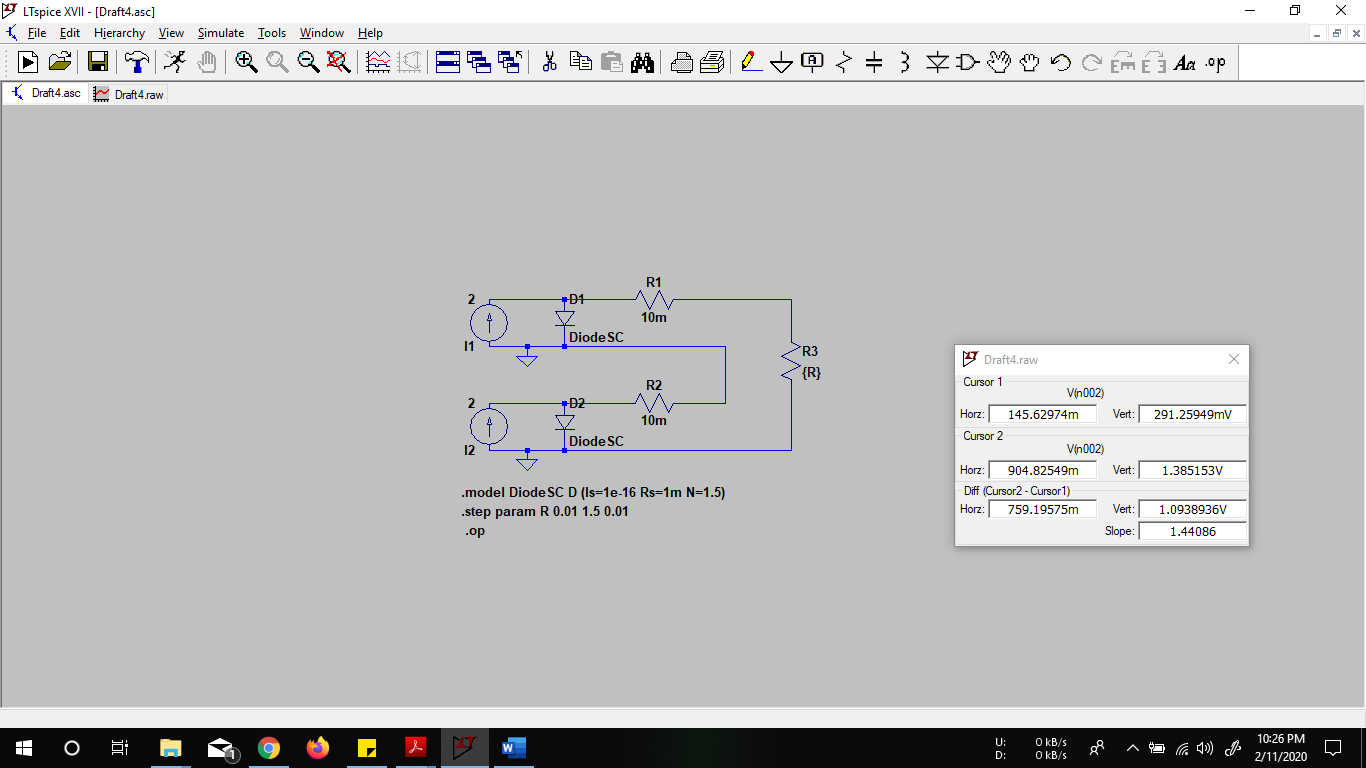 LTspice XVII - [Draft4.asc]
File Edit Hierarchy View Simulate Tools Window Help
A Aa .op
Draft4.asc Draft4.raw
R1
2 D1
10m
DiodeSC
I1
R3
{R}
R2
2 D2
10m
DiodeSC
I2
.model DiodeSC D (Is=1e-16 Rs=1m N=1.5)
.step param R 0.01 1.5 0.01
.op
Draft4.raw
Cursor 1
V(n002)
Horz: 145.62974m Vert: 291.25949mV
Cursor 2
V(n002)
Horz: 904.82549m Vert: 1.385153V
Diff (Cursor2 - Cursor1)
Horz: 759.19575m Vert: 1.0938936V
Slope: 1.44086
1
U: 0 kB/s
D: 0 kB/s
10:26 PM
2/11/2020